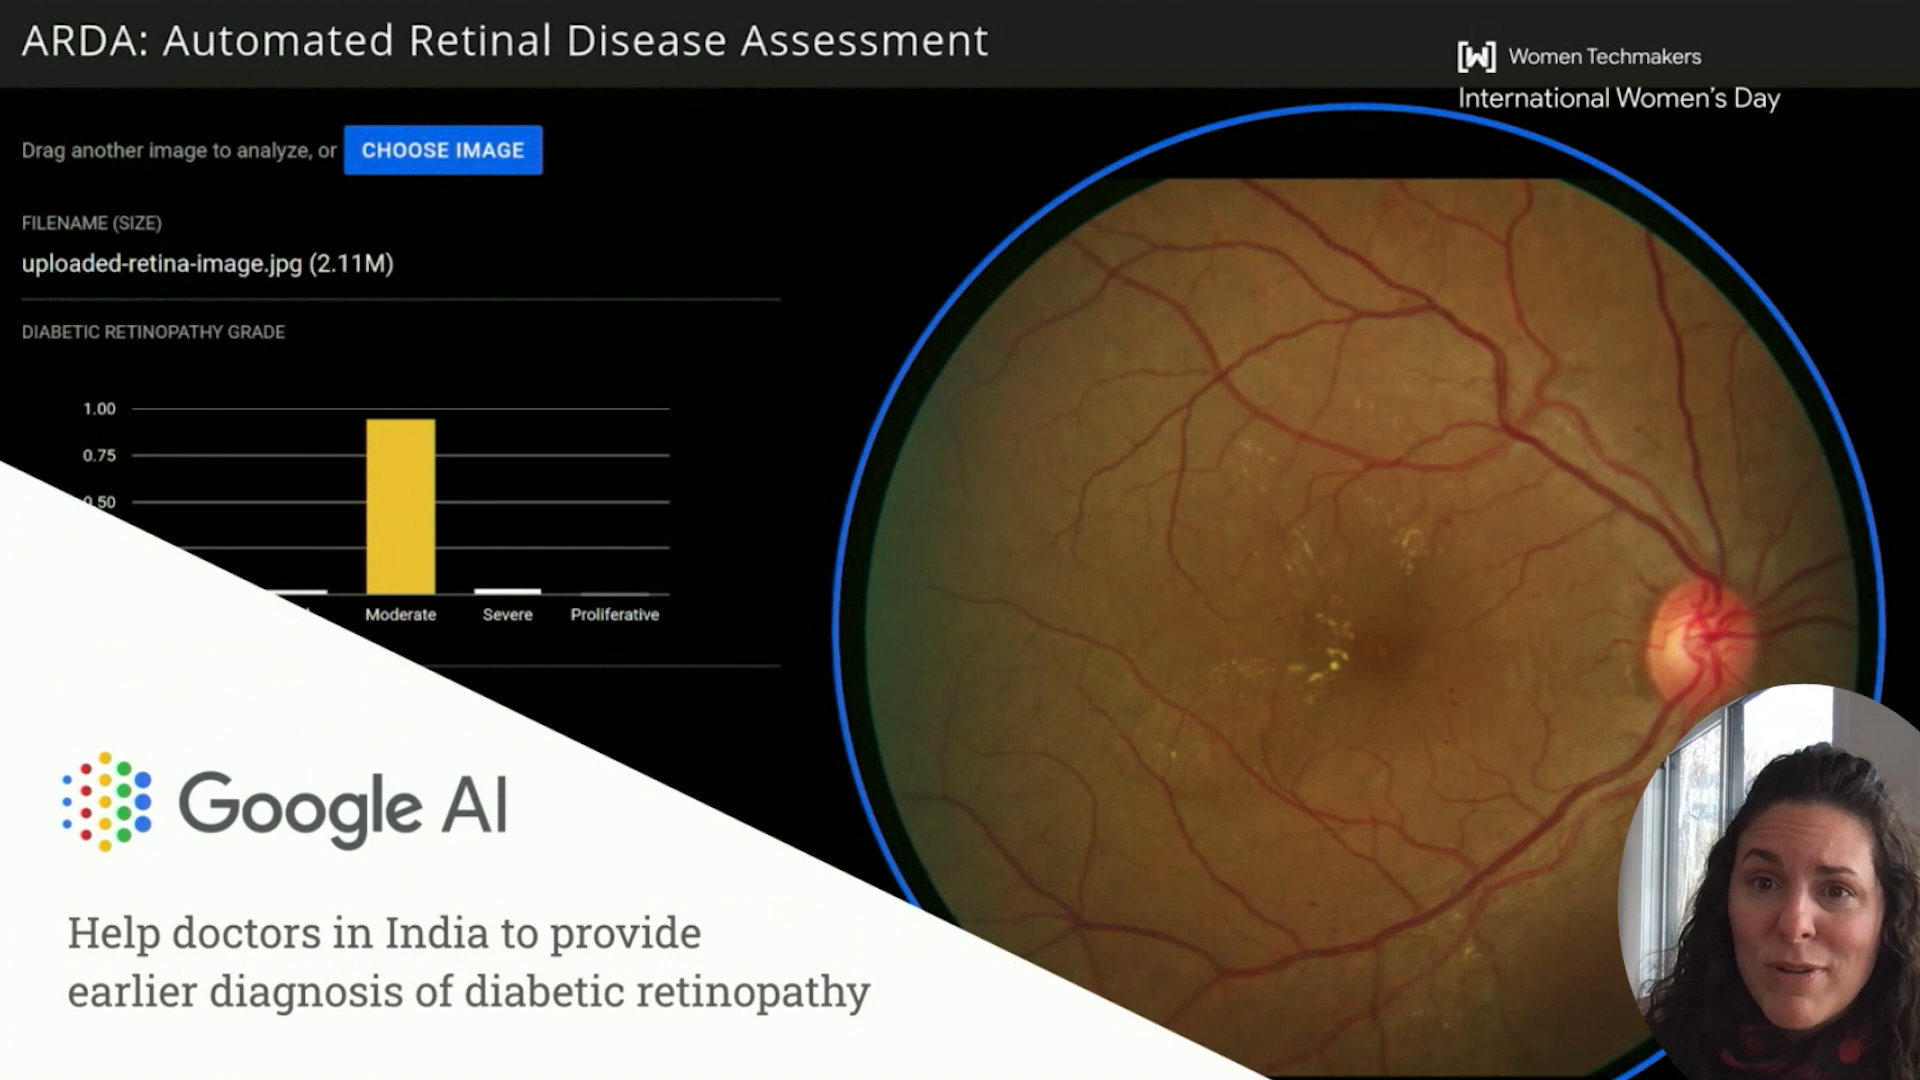 ARDA: Automated Retinal Disease Assessment
[W] Women Techmakers
International Women's Day
Drag another image to analyze, or CHOOSE IMAGE
FILENAME (SIZE)
uploaded-retina-image.jpg (2.11M)
DIABETIC RETINOPATHY GRADE
1.00
0.75
0.50
Moderate Severe Proliferative
Google AI
Help doctors in India to provide
earlier diagnosis of diabetic retinopathy